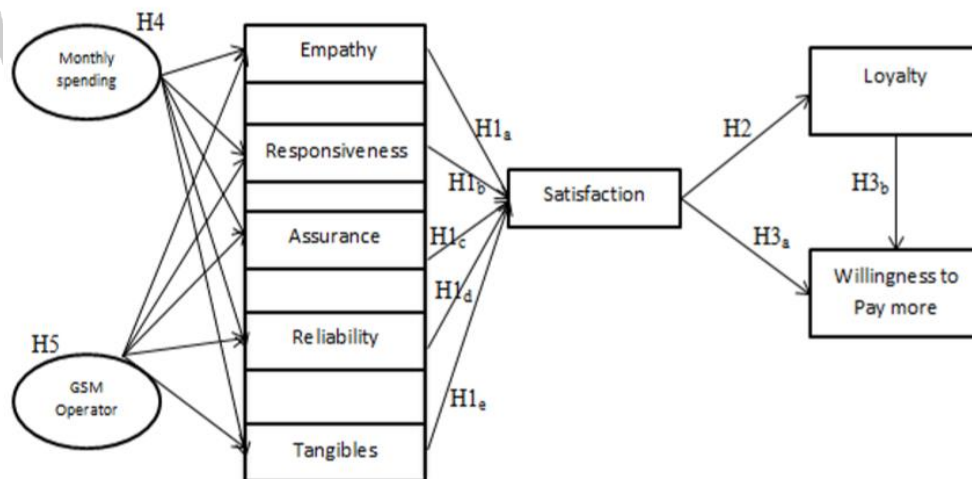 H4
Monthly
spending
H5
GSM
Operator
Empathy
Responsiveness
Assurance
Reliability
Tangibles
H1a
H1b
H1c
H1d
H1e
Satisfaction
H2
H3a
H3b
Loyalty
Willingness to
Pay more